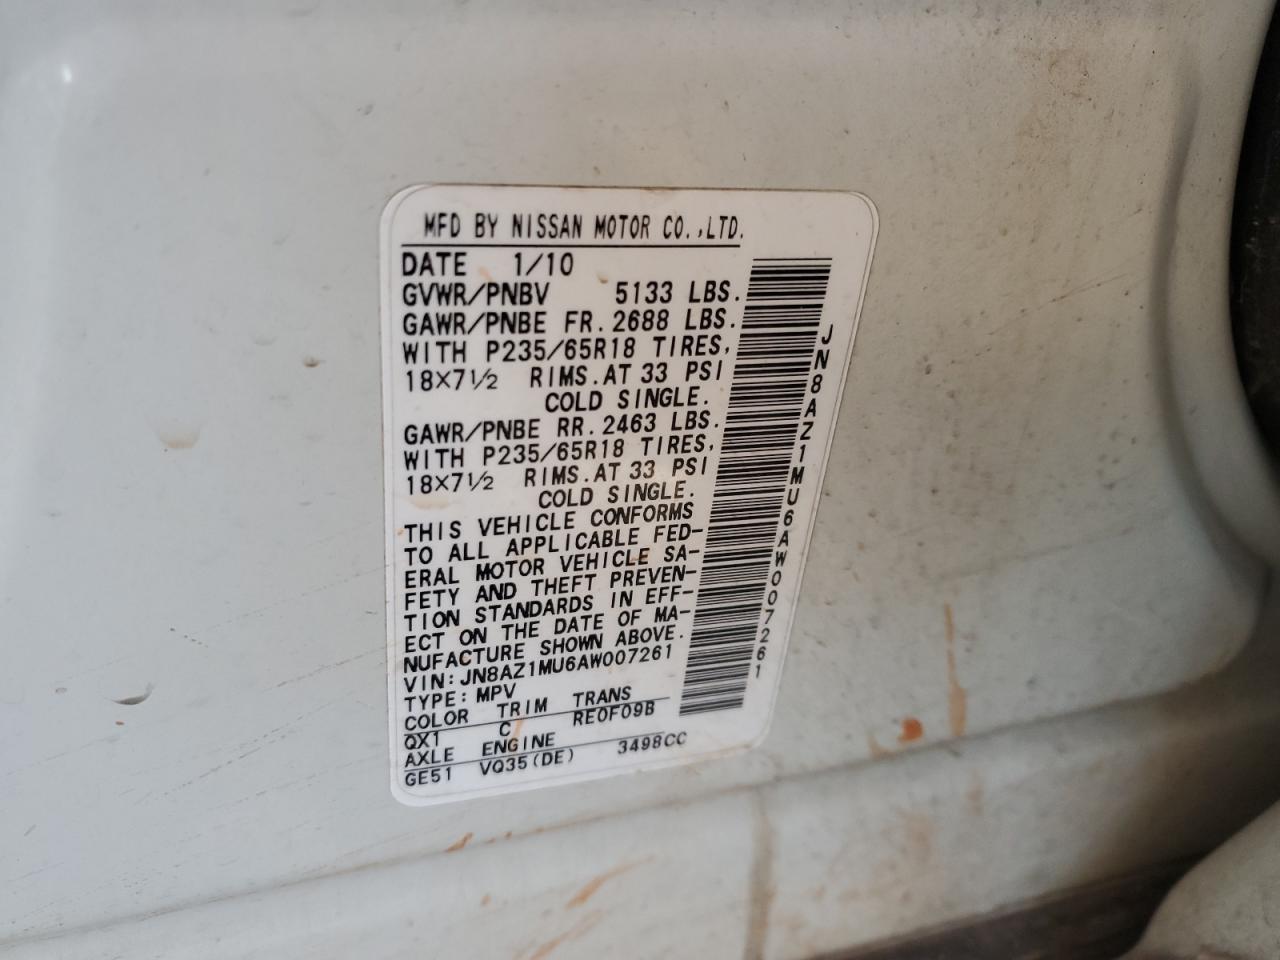 MFD BY NISSAN MOTOR CO.,LTD.
DATE 1/10
GVWR/PNBV 5133 LBS.
GAWR/PNBE FR.2688 LBS.
WITH P235/65R18 TIRES,
18×7½ RIMS.AT 33 PSI
COLD SINGLE.
GAWR/PNBE RR.2463 LBS.
WITH P235/65R18 TIRES,
18×7½ RIMS.AT 33 PSI
COLD SINGLE.
THIS VEHICLE CONFORMS
TO ALL APPLICABLE FED-
ERAL MOTOR VEHICLE SA-
FETY AND THEFT PREVEN-
TION STANDARDS IN EFF-
ECT ON THE DATE OF MA-
NUFACTURE SHOWN ABOVE.
VIN:JN8AZ1MU6AW007261
TYPE:MPV
COLOR TRIM TRANS
QX1 C RE0F09B
AXLE ENGINE
GE51 VQ35(DE) 3498CC
JN8AZ1MU6AW007261